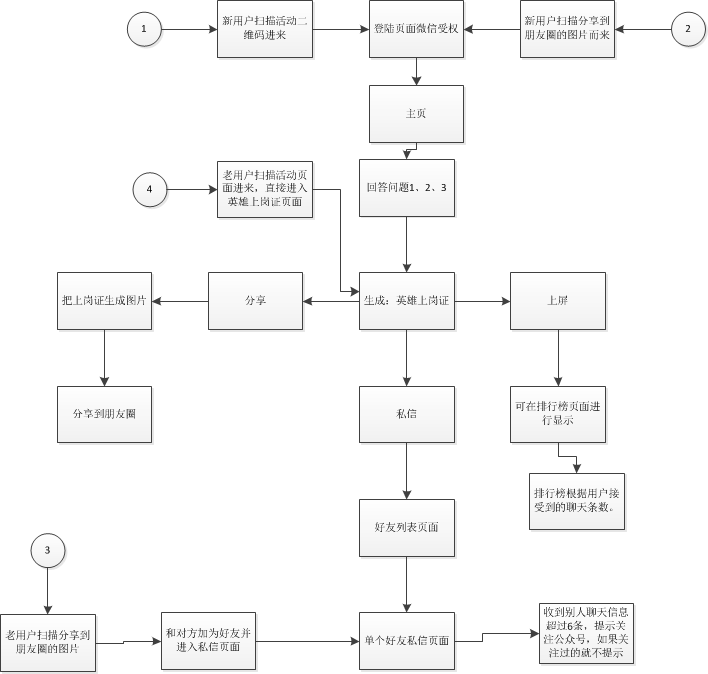 1
新用户扫描活动二
维码进来
登陆页面微信受权
新用户扫描分享到
朋友圈的图片而来
2
主页
4
老用户扫描活动页
面进来，直接进入
英雄上岗证页面
回答问题1、2、3
把上岗证生成图片
分享
生成：英雄上岗证
上屏
分享到朋友圈
私信
可在排行榜页面进
行显示
排行榜根据用户接
受到的聊天条数。
好友列表页面
3
老用户扫描分享到
朋友圈的图片
和对方加为好友并
进入私信页面
单个好友私信页面
收到别人聊天信息
超过6条，提示关
注公众号，如果关
注过的就不提示